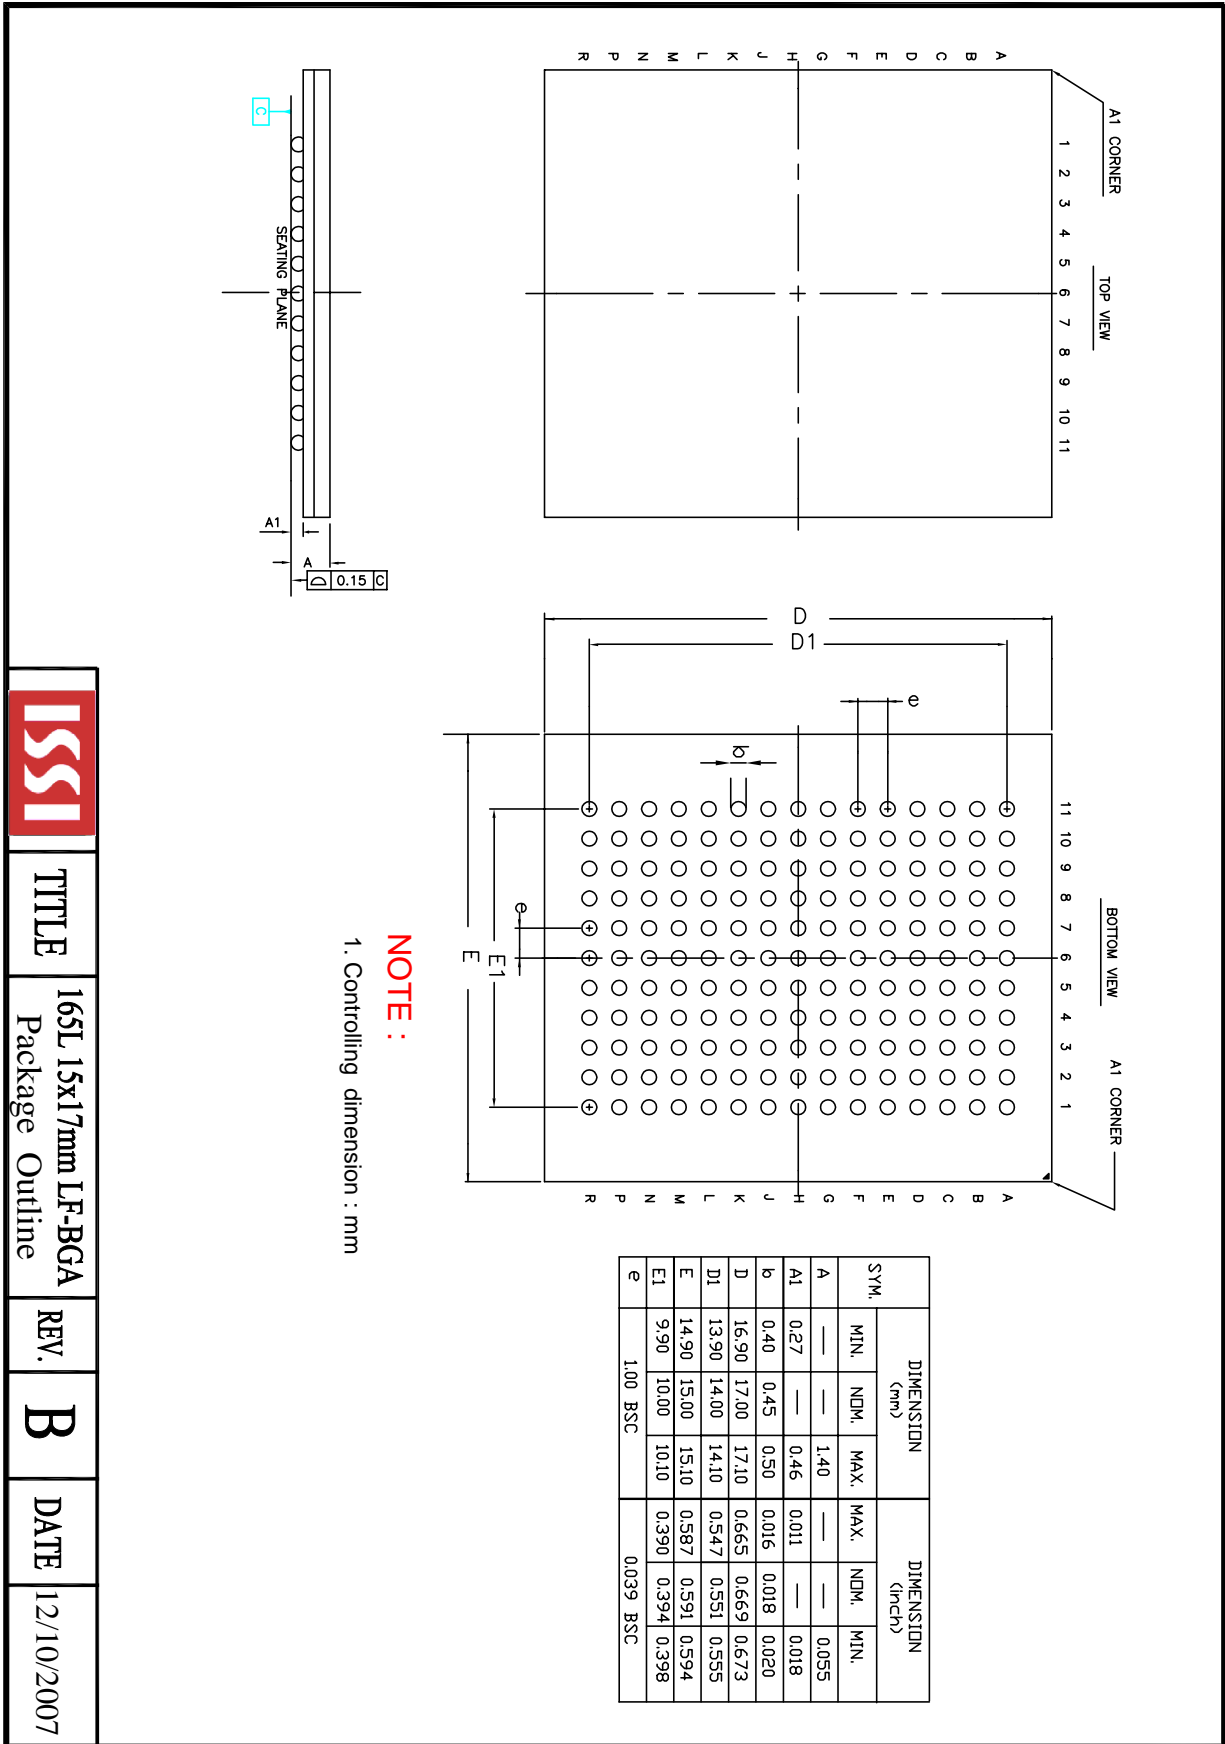 A1 CORNER
TOP VIEW
1 2 3 4 5 6 7 8 9 10 11
A
B
C
D
E
F
G
H
J
K
L
M
N
P
R
BOTTOM VIEW
A1 CORNER
11 10 9 8 7 6 5 4 3 2 1
A
B
C
D
E
F
G
H
J
K
L
M
N
P
R
e
D1
D
b
e
E1
E
C
SEATING PLANE
A1
A
0.15 C
SYM. DIMENSION (mm) DIMENSION (inch)
MIN. NOM. MAX. MAX. NOM. MIN.
A — — 1.40 — — 0.055
A1 0.27 — 0.46 0.011 — 0.018
b 0.40 0.45 0.50 0.016 0.018 0.020
D 16.90 17.00 17.10 0.665 0.669 0.673
D1 13.90 14.00 14.10 0.547 0.551 0.555
E 14.90 15.00 15.10 0.587 0.591 0.594
E1 9.90 10.00 10.10 0.390 0.394 0.398
e 1.00 BSC 0.039 BSC
NOTE :
1. Controlling dimension : mm
ISSI
TITLE
165L 15x17mm LF-BGA
Package Outline
REV.
B
DATE
12/10/2007